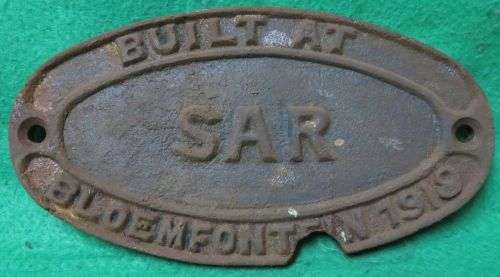 BUILT AT
SAR
BLOEMFONTEIN 1919